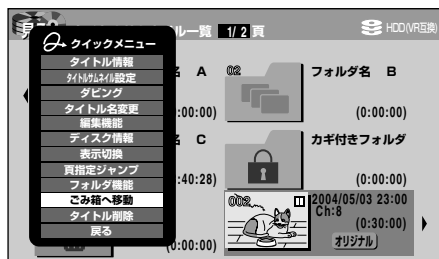 見
ル一覧 1/2 頁
HDD(VR互換)
クイックメニュー
タイトル情報
タイトルサムネイル設定
ダビング
タイトル名変更
編集機能
ディスク情報
表示切換
頁指定ジャンプ
フォルダ機能
ごみ箱へ移動
タイトル削除
戻る
A
:00:00)
02
フォルダ名 B
(0:00:00)
C
:40:28)
カギ付きフォルダ
(0:00:00)
(0:00:00)
002
2004/05/03 23:00
Ch:8
(0:30:00)
オリジナル